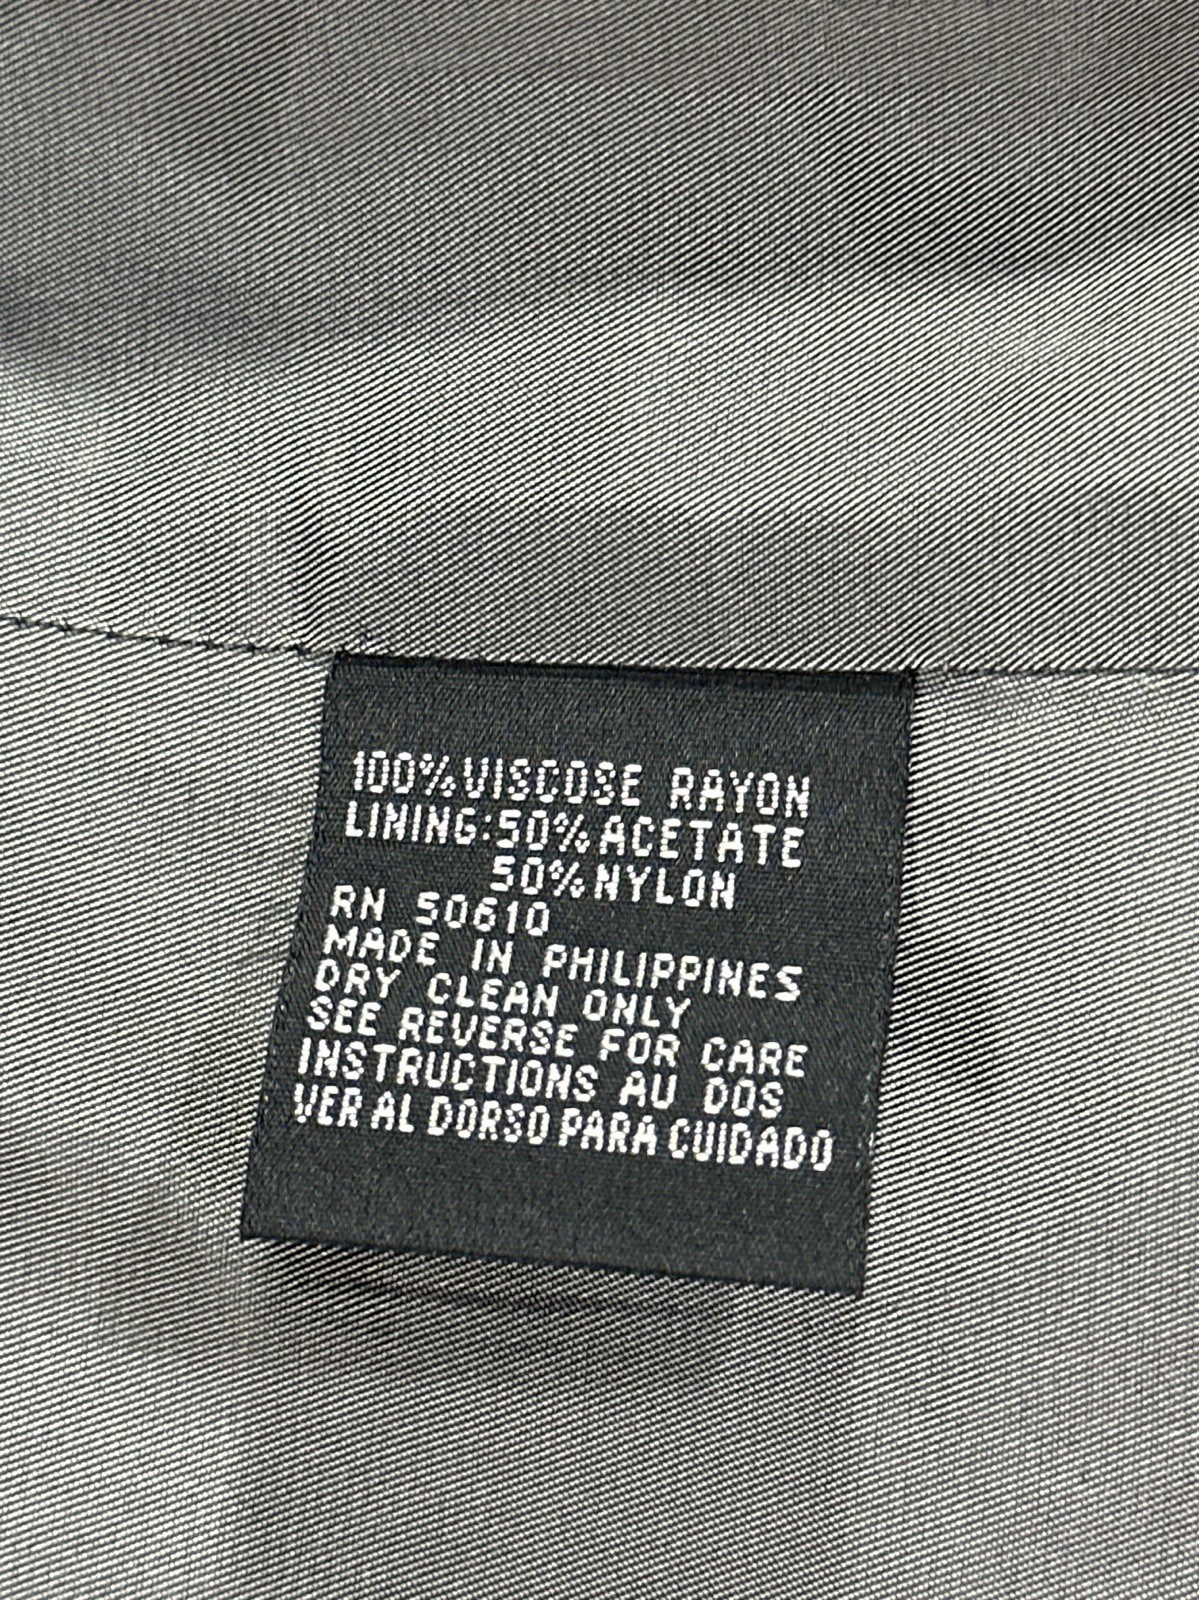 100% VISCOSE RAYON
LINING: 50% ACETATE
50% NYLON
RN 50610
MADE IN PHILIPPINES
DRY CLEAN ONLY
SEE REVERSE FOR CARE
INSTRUCTIONS AU DOS
VER AL DORSO PARA CUIDADO